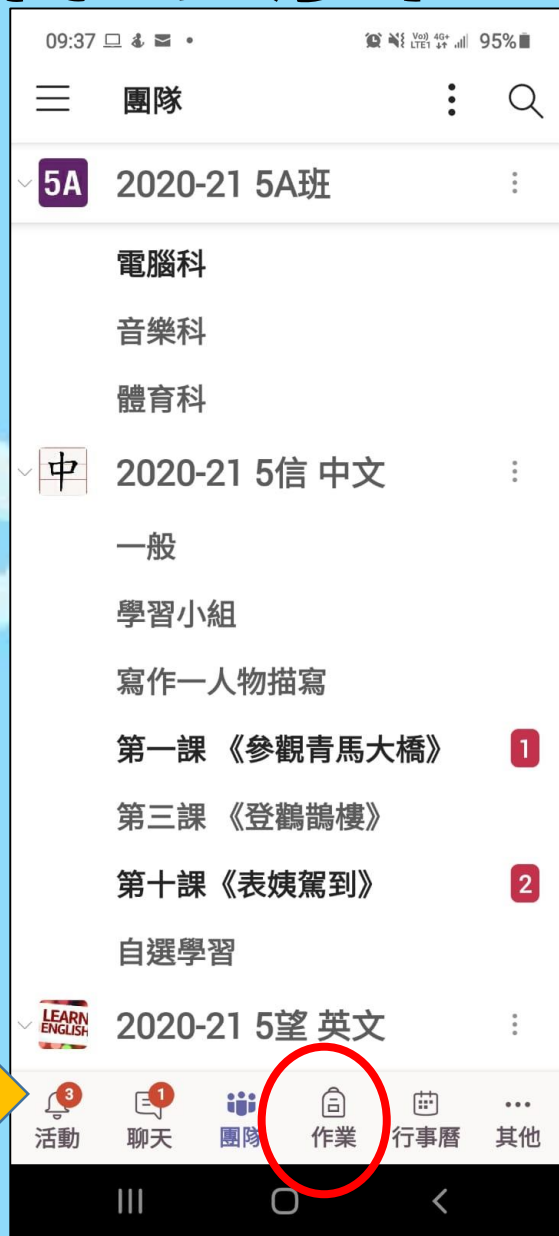 09:37 Vo)) 4G+ LTE1 95%
團隊
5A 2020-21 5A班
電腦科
音樂科
體育科
中 2020-21 5信 中文
一般
學習小組
寫作一人物描寫
第一課 《參觀青馬大橋》 1
第三課 《登鸛鵲樓》
第十課《表姨駕到》 2
自選學習
LEARN ENGLISH 2020-21 5望 英文
3 1
活動 聊天 團隊 作業 行事曆 其他